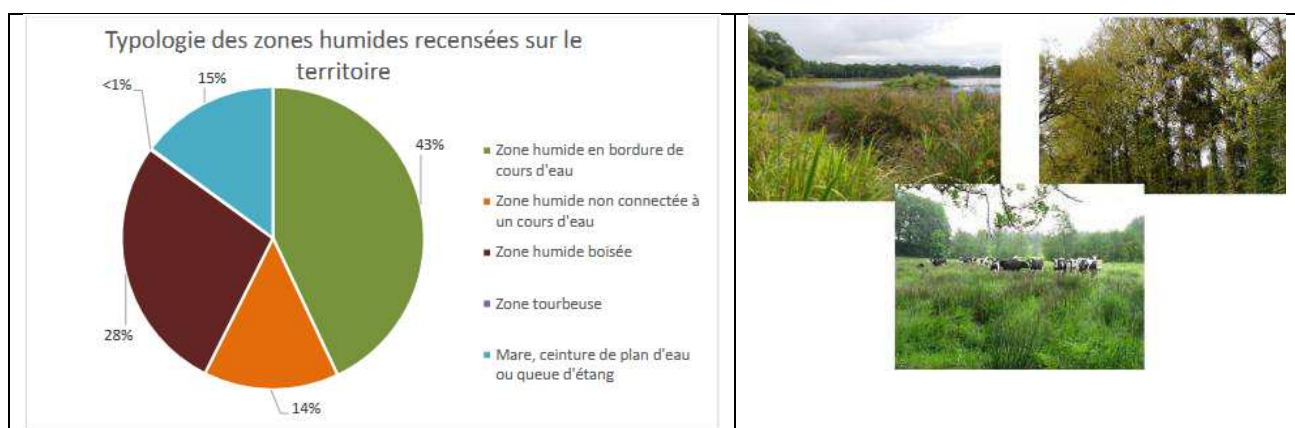 Typologie des zones humides recensées sur le
territoire
<1%
15%
43%
28%
14%
Zone humide en bordure de
cours d'eau
Zone humide non connectée à
un cours d'eau
Zone humide boisée
Zone tourbeuse
Mare, ceinture de plan d'eau
ou queue d'étang